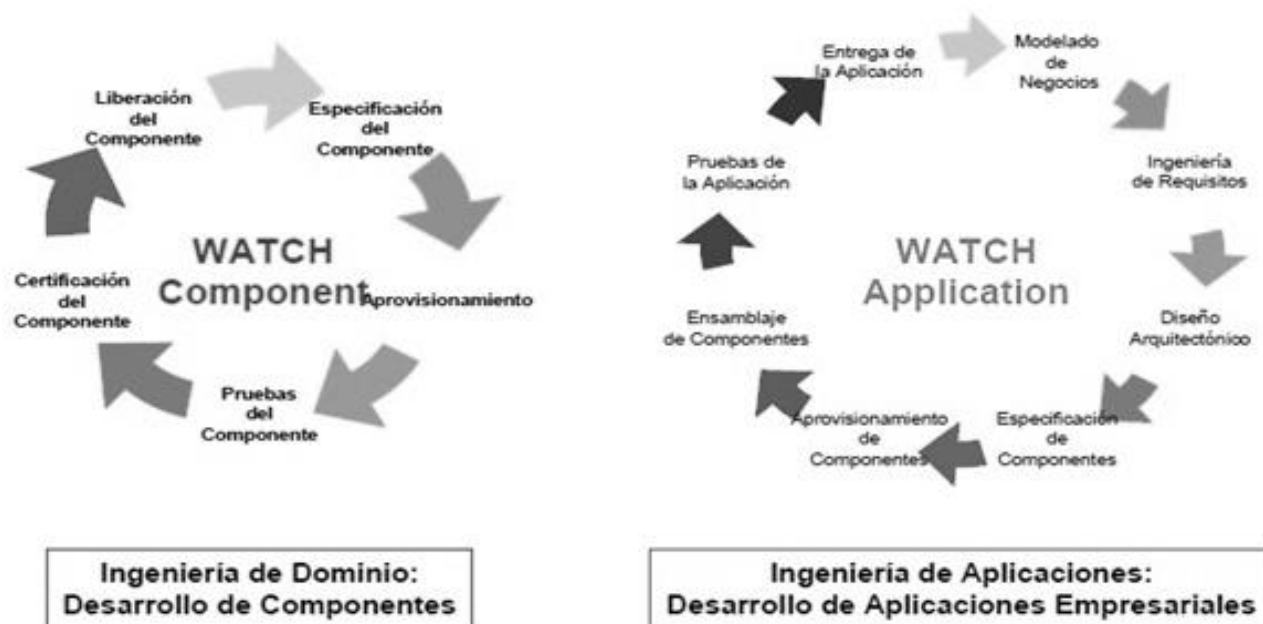 Liberación
del
Componente
Especificación
del
Componente
WATCH
Component
Aprovisionamiento
Pruebas
del
Componente
Certificación
del
Componente
Ingeniería de Dominio:
Desarrollo de Componentes
Entrega de
la Aplicación
Modelado
de
Negocios
Ingeniería
de Requisitos
WATCH
Application
Diseño
Arquitectónico
Especificación
de
Componentes
Aprovisionamiento
de
Componentes
Ensamblaje
de Componentes
Pruebas de
la Aplicación
Ingeniería de Aplicaciones:
Desarrollo de Aplicaciones Empresariales